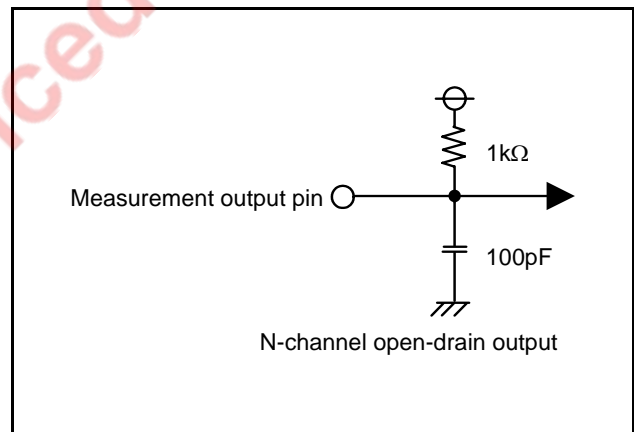 1kΩ
Measurement output pin
100pF
N-channel open-drain output